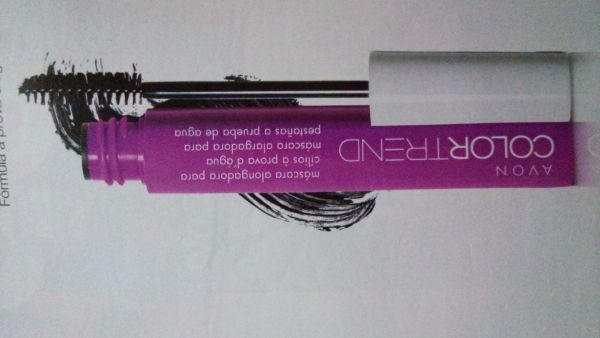 AVON
COLORTREND
máscara alongadora para
cílios à prova d'água
máscara alargadora para
pestañas a prueba de agua
Fórmula à prova